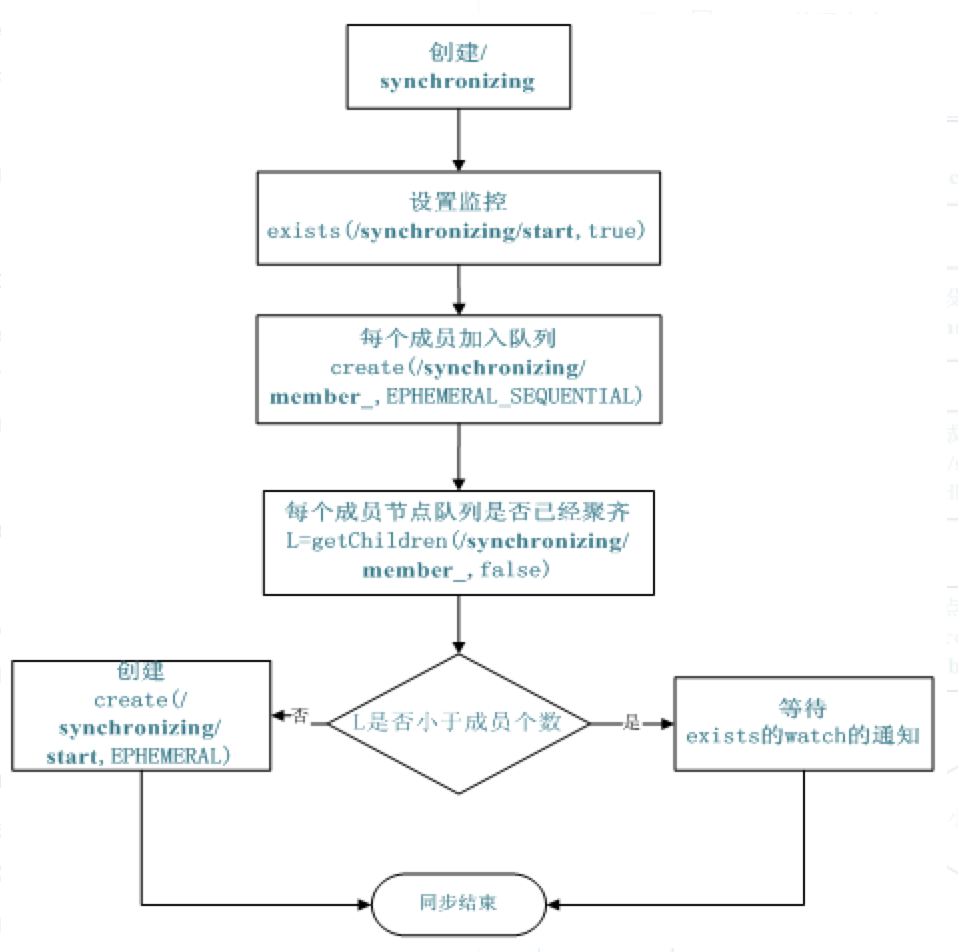 创建/
synchronizing
设置监控
exists(/synchronizing/start,true)
每个成员加入队列
create(/synchronizing/
member_,EPHEMERAL_SEQUENTIAL)
每个成员节点队列是否已经聚齐
L=getChildren(/synchronizing/
member_,false)
创建
create(/
synchronizing/
start,EPHEMERAL)
否
L是否小于成员个数
是
等待
exists的watch的通知
同步结束